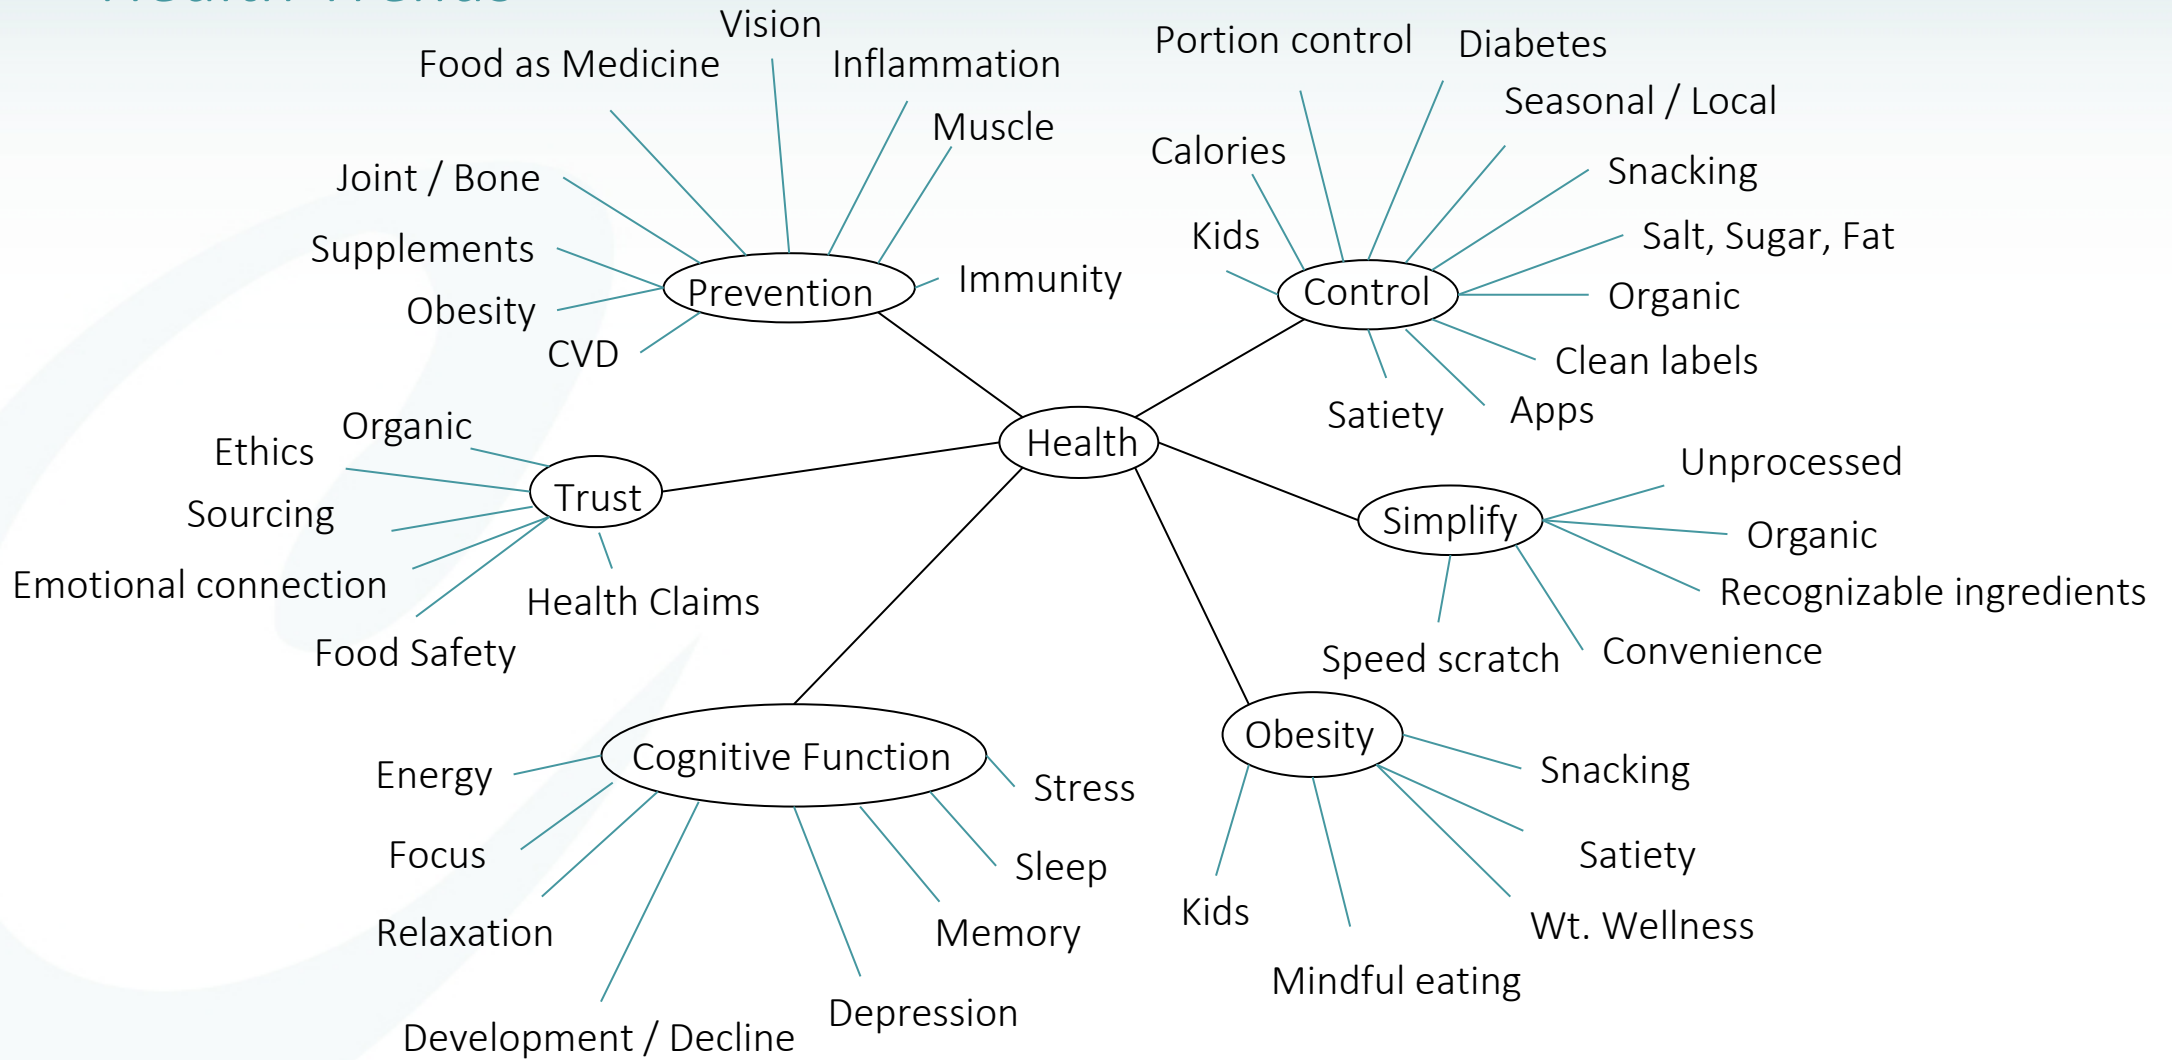 Health Trends
Vision
Food as Medicine
Inflammation
Muscle
Joint / Bone
Supplements
Obesity
CVD
Immunity
Prevention
Portion control
Diabetes
Seasonal / Local
Calories
Snacking
Kids
Salt, Sugar, Fat
Control
Organic
Clean labels
Satiety
Apps
Health
Organic
Ethics
Trust
Sourcing
Emotional connection
Health Claims
Food Safety
Unprocessed
Simplify
Organic
Recognizable ingredients
Speed scratch
Convenience
Cognitive Function
Energy
Stress
Focus
Sleep
Relaxation
Memory
Depression
Development / Decline
Obesity
Snacking
Satiety
Kids
Wt. Wellness
Mindful eating